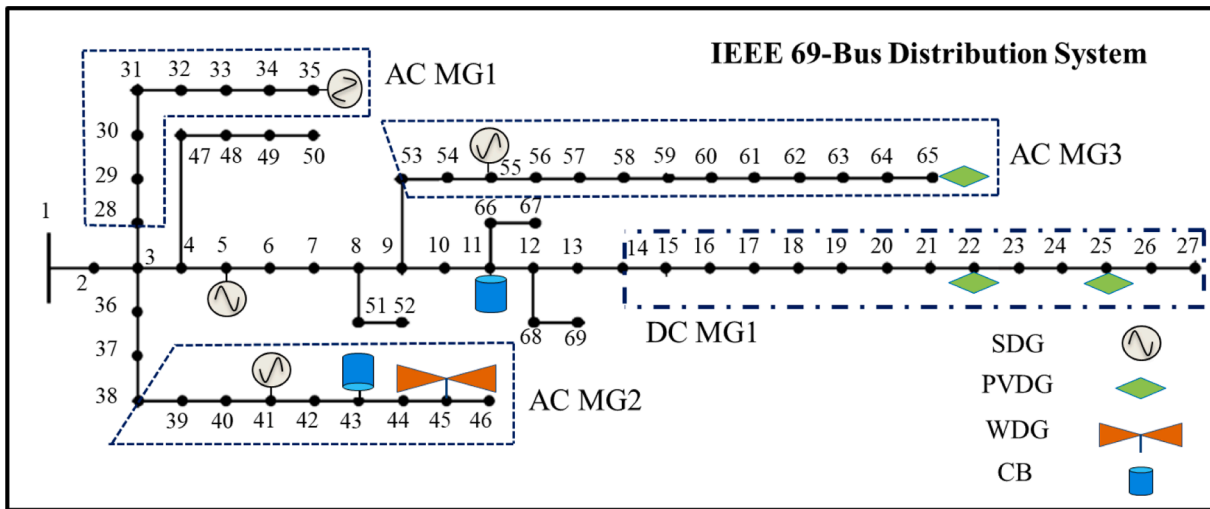 IEEE 69-Bus Distribution System
31 32 33 34 35 AC MG1
30 47 48 49 50
29
28
53 54 55 56 57 58 59 60 61 62 63 64 65 AC MG3
66 67
1 2 3 4 5 6 7 8 9 10 11 12 13 14 15 16 17 18 19 20 21 22 23 24 25 26 27
36 51 52 68 69 DC MG1
37
38 39 40 41 42 43 44 45 46 AC MG2
SDG
PVDG
WDG
CB